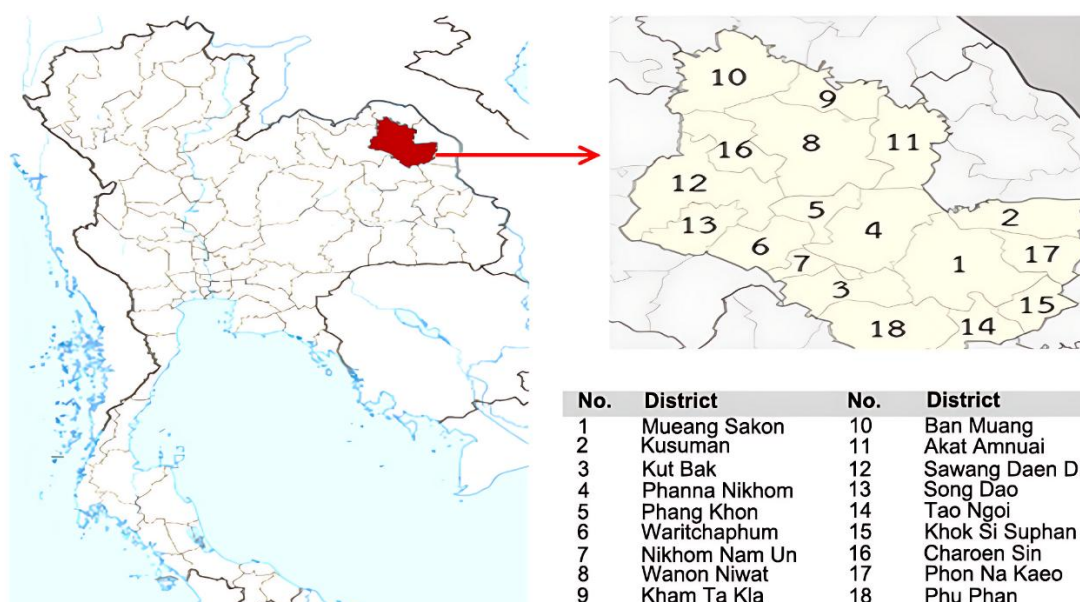 10
9
16
8
11
12
5
2
13
4
6
17
7
1
3
15
18
14
No. District No. District
1 Mueang Sakon 10 Ban Muang
2 Kusuman 11 Akat Amnuai
3 Kut Bak 12 Sawang Daen D
4 Phanna Nikhom 13 Song Dao
5 Phang Khon 14 Tao Ngoi
6 Waritchaphum 15 Khok Si Suphan
7 Nikhom Nam Un 16 Charoen Sin
8 Wanon Niwat 17 Phon Na Kaeo
9 Kham Ta Kla 18 Phu Phan